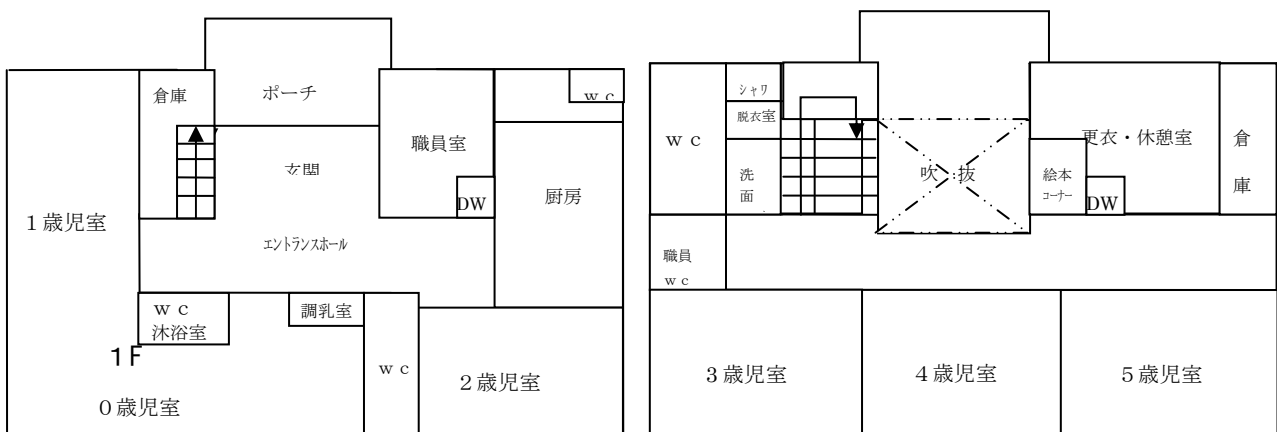 倉庫
ポーチ
ｗｃ
職員室
玄関
厨房
DW
１歳児室
エントランスホール
ｗｃ
沐浴室
調乳室
１F
ｗｃ
２歳児室
０歳児室
シャワ
脱衣室
ｗｃ
更衣・休憩室
倉
庫
洗
面
吹 抜
絵本
コーナー
DW
職員
ｗｃ
３歳児室
４歳児室
５歳児室